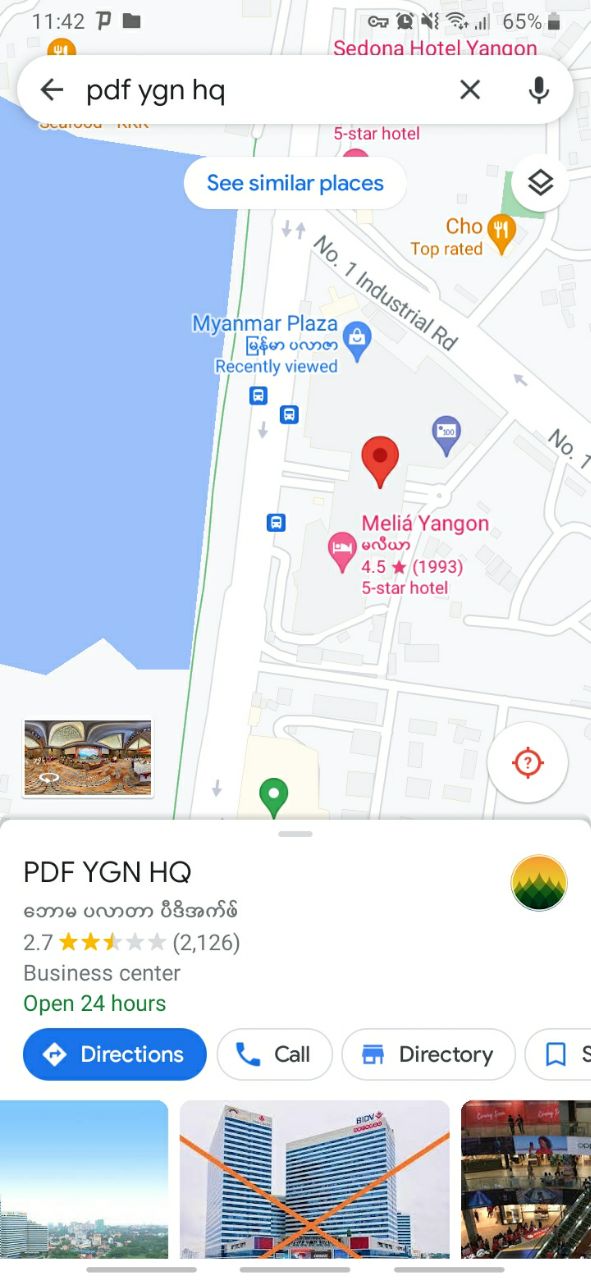 11:42
65%
Sedona Hotel Yangon
pdf ygn hq
5-star hotel
See similar places
Cho
Top rated
No. 1 Industrial Rd
Myanmar Plaza
မြန်မာ ပလာဇာ
Recently viewed
100
No. 1
Meliá Yangon
မလီယာ
4.5 ★ (1993)
5-star hotel
PDF YGN HQ
ဘောမ ပလာတာ ပီဒိအက်ဖ်
2.7 (2,126)
Business center
Open 24 hours
Directions
Call
Directory
S
BIDV